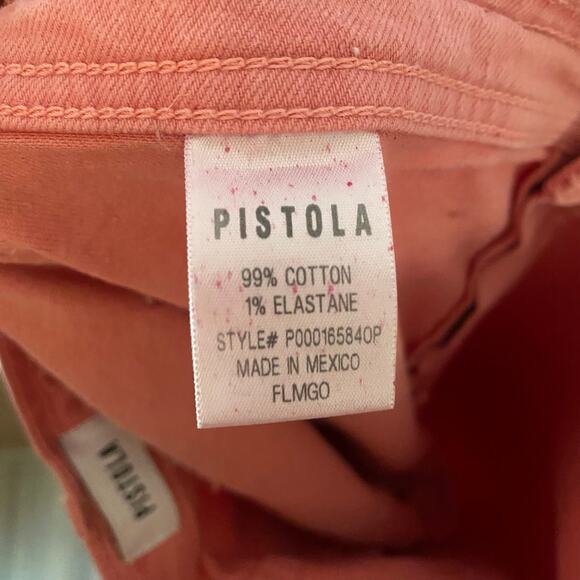 PISTOLA
99% COTTON
1% ELASTANE
STYLE# P00016584OP
MADE IN MEXICO
FLMGO
PISTOLA